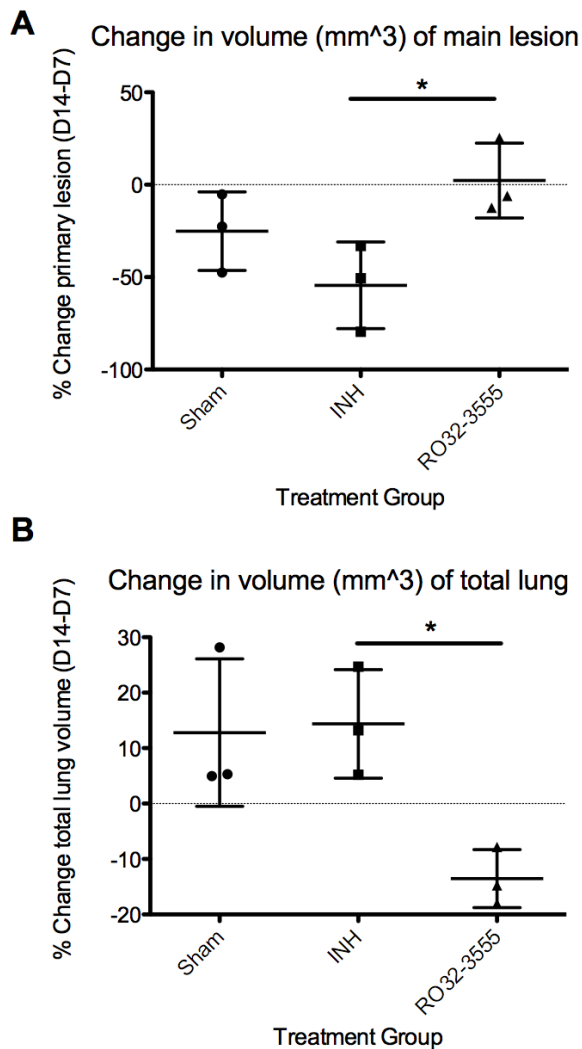 A
Change in volume (mm^3) of main lesion
% Change primary lesion (D14-D7)
50
0
-50
-100
*
Sham
INH
RO32-3555
Treatment Group
B
Change in volume (mm^3) of total lung
% Change total lung volume (D14-D7)
30
20
10
0
-10
-20
*
Sham
INH
RO32-3555
Treatment Group